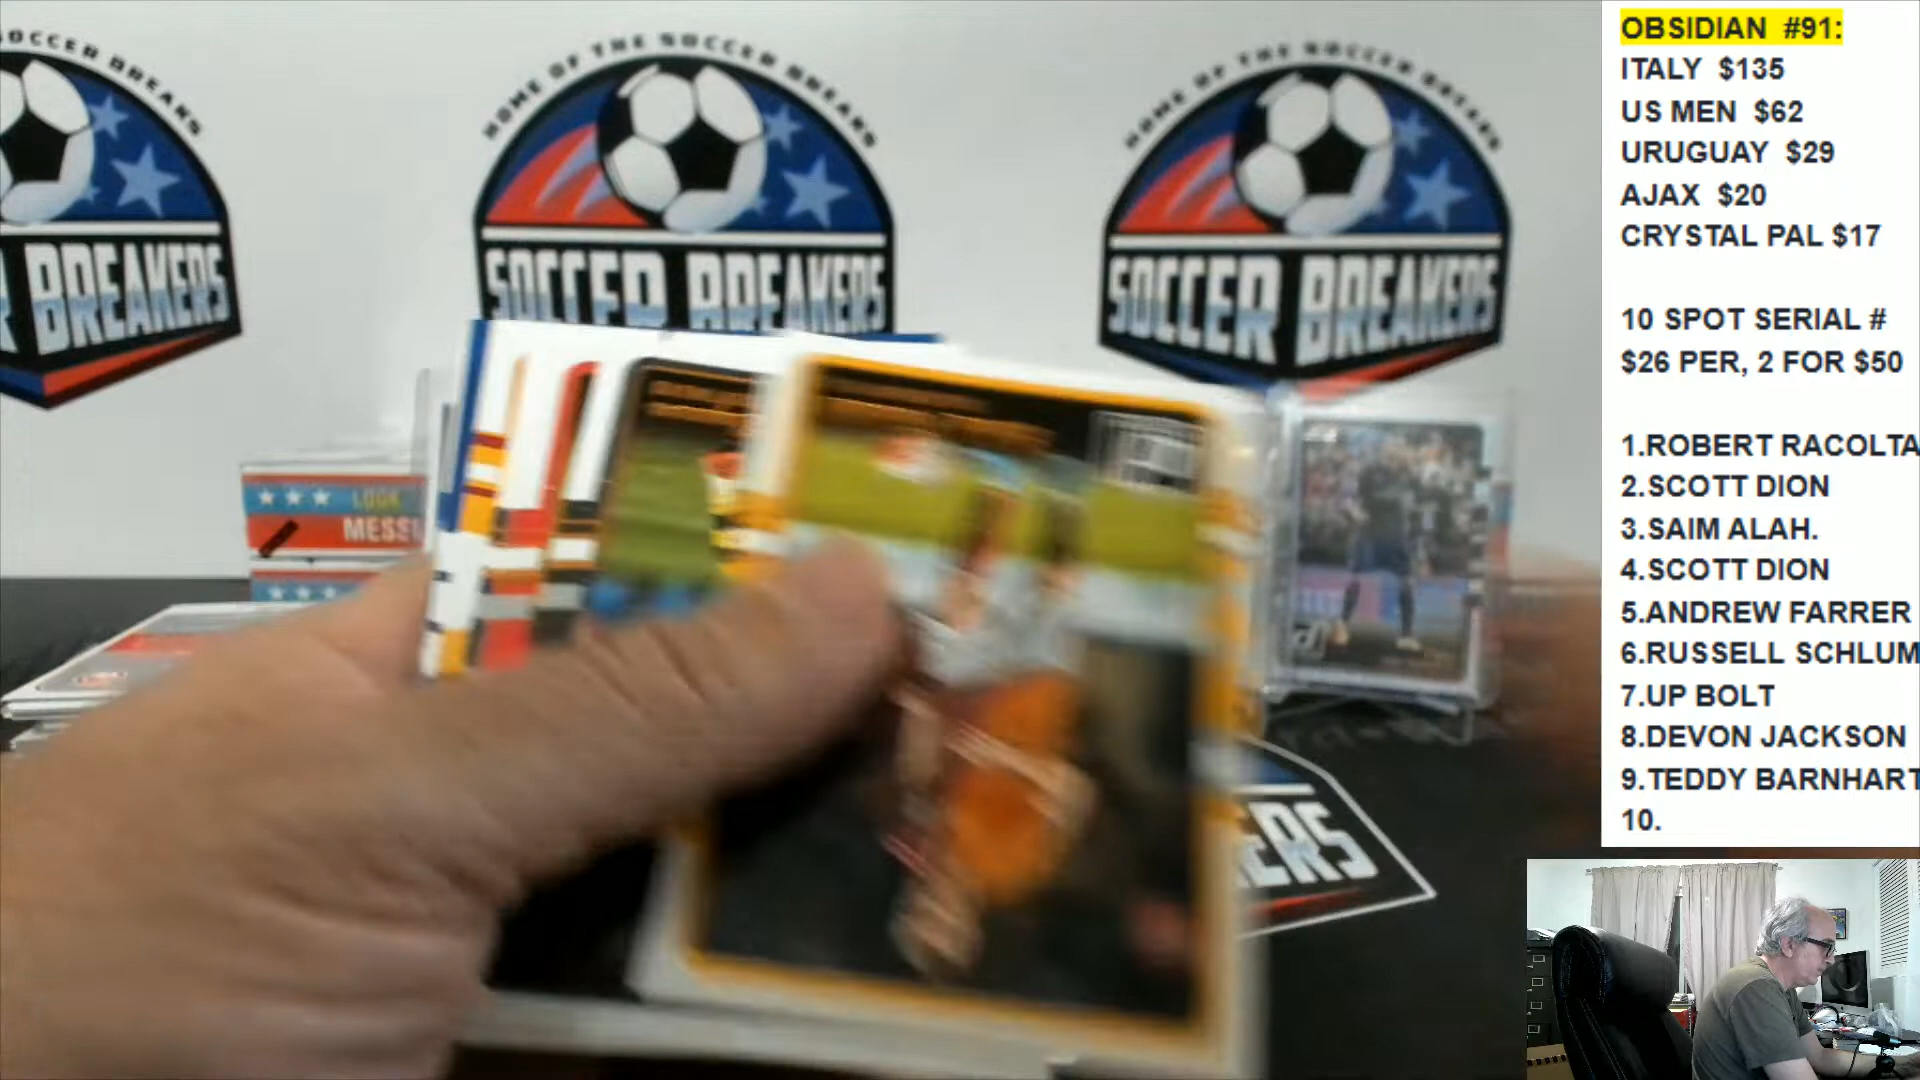 SOCCER BREAKS
HOME OF THE SOCCER BREAKS
HOME OF THE SOCCER BREAKS
R BREAKERS
SOCCER BREAKERS
SOCCER BREAKERS
LOOK
MESSI
ERS
OBSIDIAN #91:
ITALY $135
US MEN $62
URUGUAY $29
AJAX $20
CRYSTAL PAL $17
10 SPOT SERIAL #
$26 PER, 2 FOR $50
1.ROBERT RACOLTA
2.SCOTT DION
3.SAIM ALAH.
4.SCOTT DION
5.ANDREW FARRER
6.RUSSELL SCHLUM
7.UP BOLT
8.DEVON JACKSON
9.TEDDY BARNHART
10.